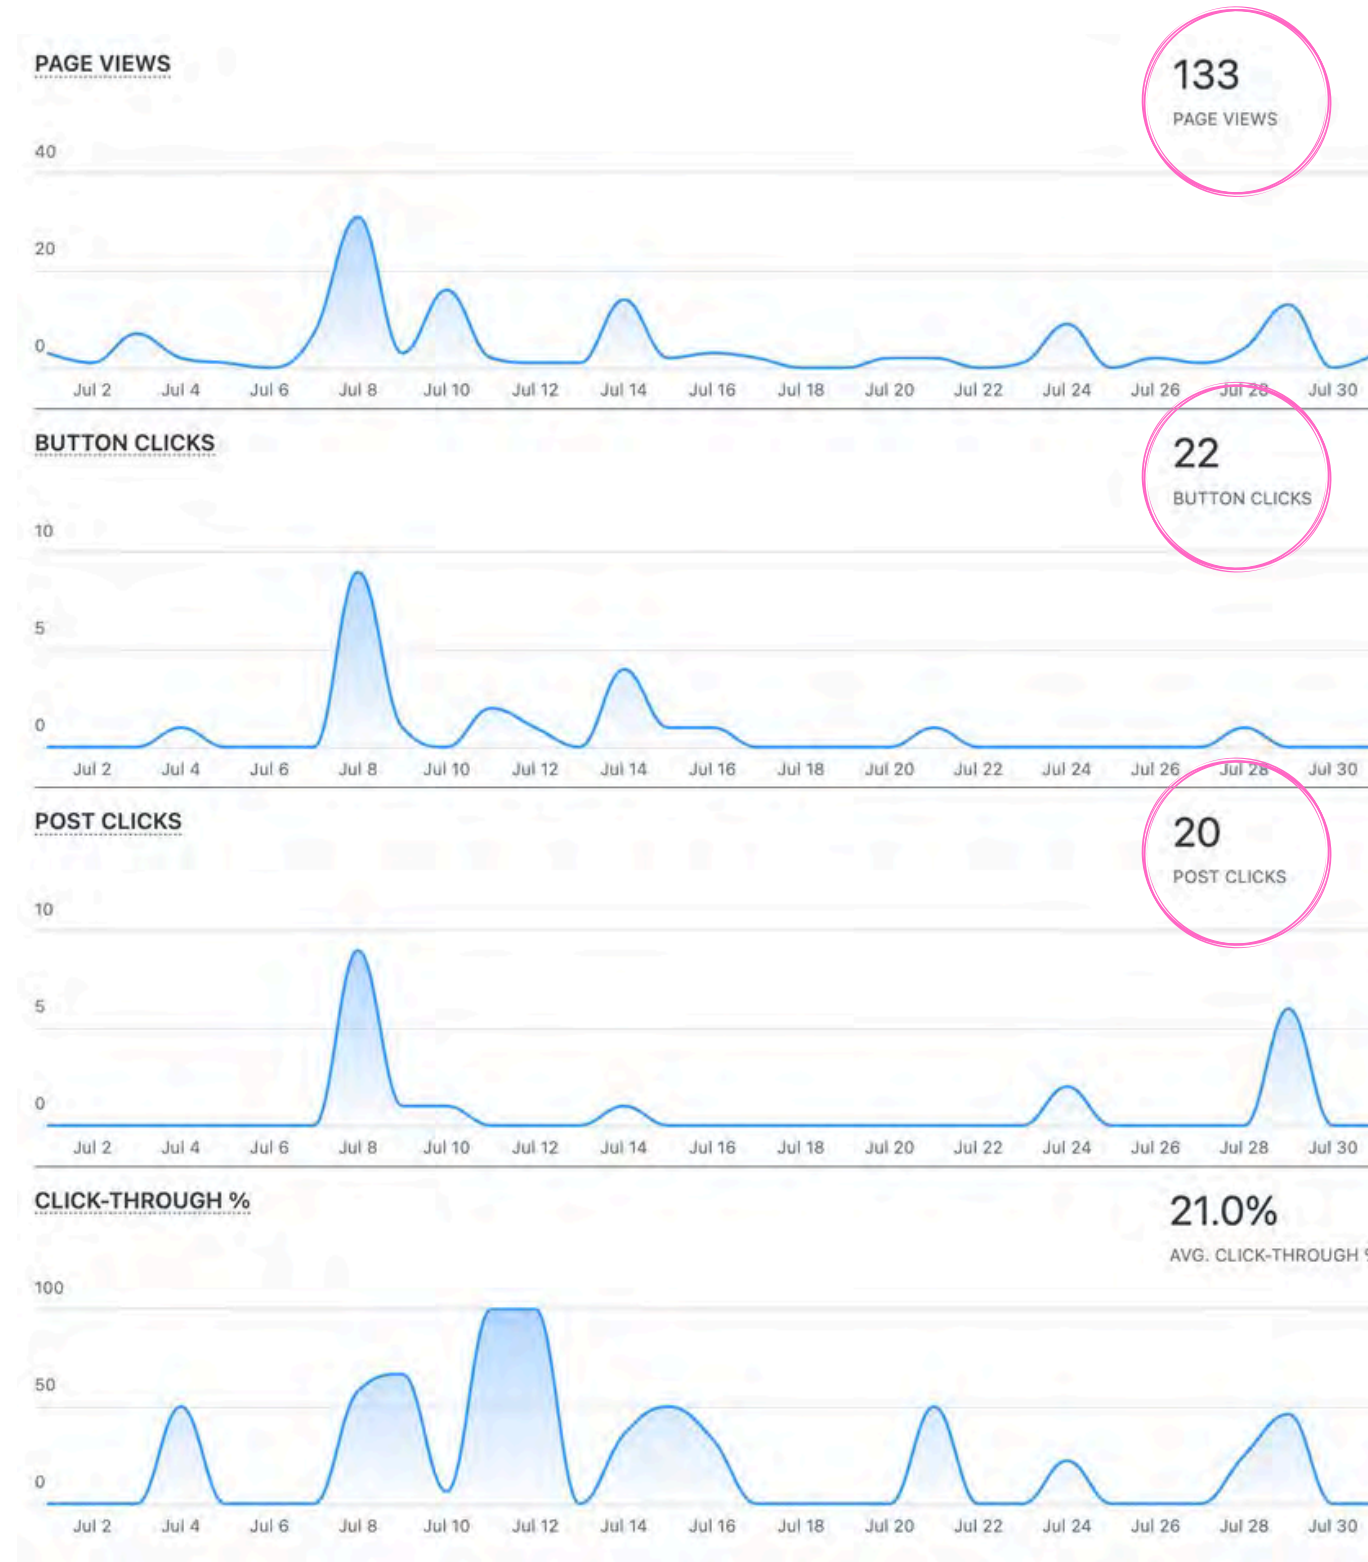 PAGE VIEWS
133
PAGE VIEWS
40
20
0
Jul 2 Jul 4 Jul 6 Jul 8 Jul 10 Jul 12 Jul 14 Jul 16 Jul 18 Jul 20 Jul 22 Jul 24 Jul 26 Jul 28 Jul 30
BUTTON CLICKS
22
BUTTON CLICKS
10
5
0
Jul 2 Jul 4 Jul 6 Jul 8 Jul 10 Jul 12 Jul 14 Jul 16 Jul 18 Jul 20 Jul 22 Jul 24 Jul 26 Jul 28 Jul 30
POST CLICKS
20
POST CLICKS
10
5
0
Jul 2 Jul 4 Jul 6 Jul 8 Jul 10 Jul 12 Jul 14 Jul 16 Jul 18 Jul 20 Jul 22 Jul 24 Jul 26 Jul 28 Jul 30
CLICK-THROUGH %
21.0%
AVG. CLICK-THROUGH %
100
50
0
Jul 2 Jul 4 Jul 6 Jul 8 Jul 10 Jul 12 Jul 14 Jul 16 Jul 18 Jul 20 Jul 22 Jul 24 Jul 26 Jul 28 Jul 30